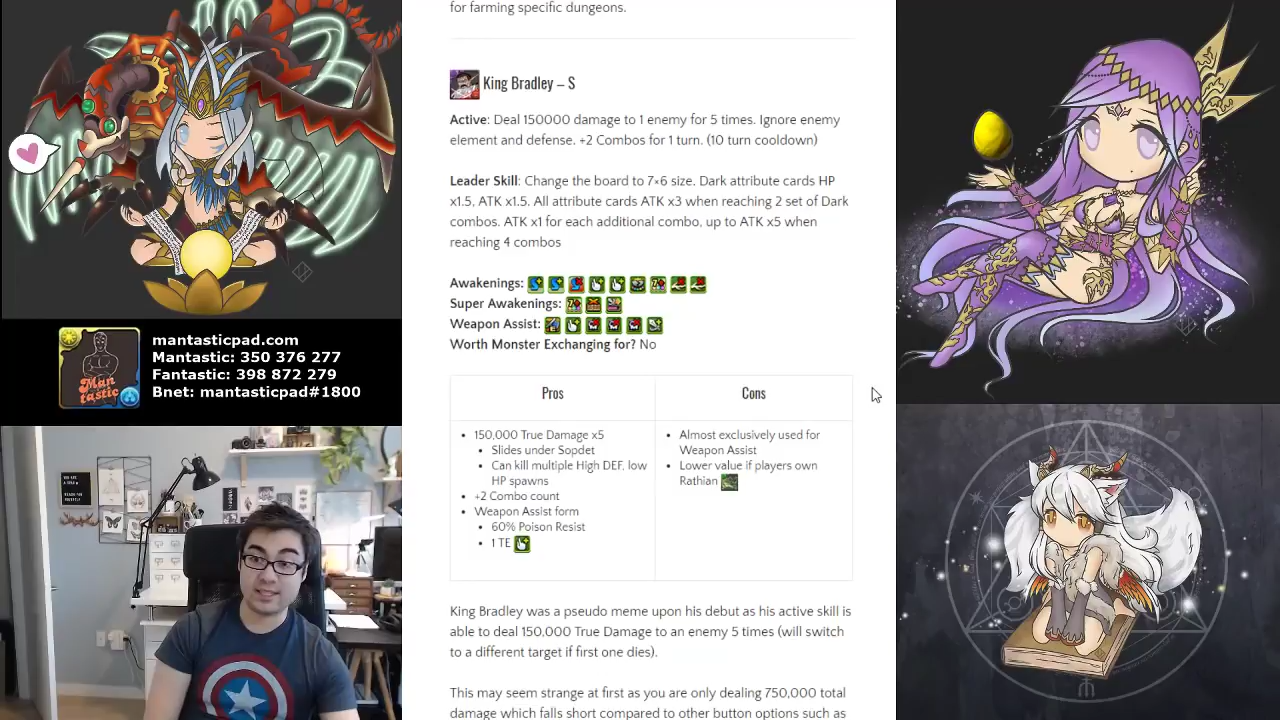 for farming specific dungeons.
King Bradley – S
Active: Deal 150000 damage to 1 enemy for 5 times. Ignore enemy
element and defense. +2 Combos for 1 turn. (10 turn cooldown)
Leader Skill: Change the board to 7×6 size. Dark attribute cards HP
x1.5, ATK x1.5. All attribute cards ATK x3 when reaching 2 set of Dark
combos. ATK x1 for each additional combo, up to ATK x5 when
reaching 4 combos
Awakenings:
Super Awakenings:
Weapon Assist:
Worth Monster Exchanging for? No
Pros
Cons
150,000 True Damage x5
Slides under Sopdet
Can kill multiple High DEF, low
HP spawns
+2 Combo count
Weapon Assist form
60% Poison Resist
1 TE
Almost exclusively used for
Weapon Assist
Lower value if players own
Rathian
King Bradley was a pseudo meme upon his debut as his active skill is
able to deal 150,000 True Damage to an enemy 5 times (will switch
to a different target if first one dies).
This may seem strange at first as you are only dealing 750,000 total
damage which falls short compared to other button options such as
Man
tastic
mantasticpad.com
Mantastic: 350 376 277
Fantastic: 398 872 279
Bnet: mantasticpad#1800